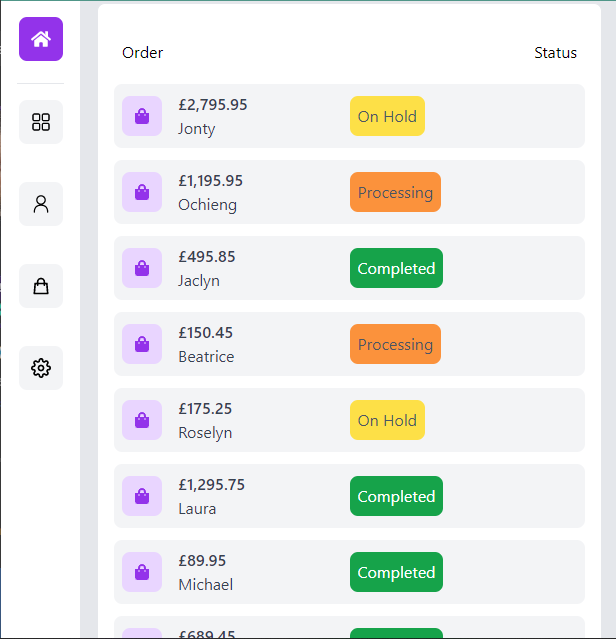 Order Status
£2,795.95
Jonty
On Hold
£1,195.95
Ochieng
Processing
£495.85
Jaclyn
Completed
£150.45
Beatrice
Processing
£175.25
Roselyn
On Hold
£1,295.75
Laura
Completed
£89.95
Michael
Completed
£689.45